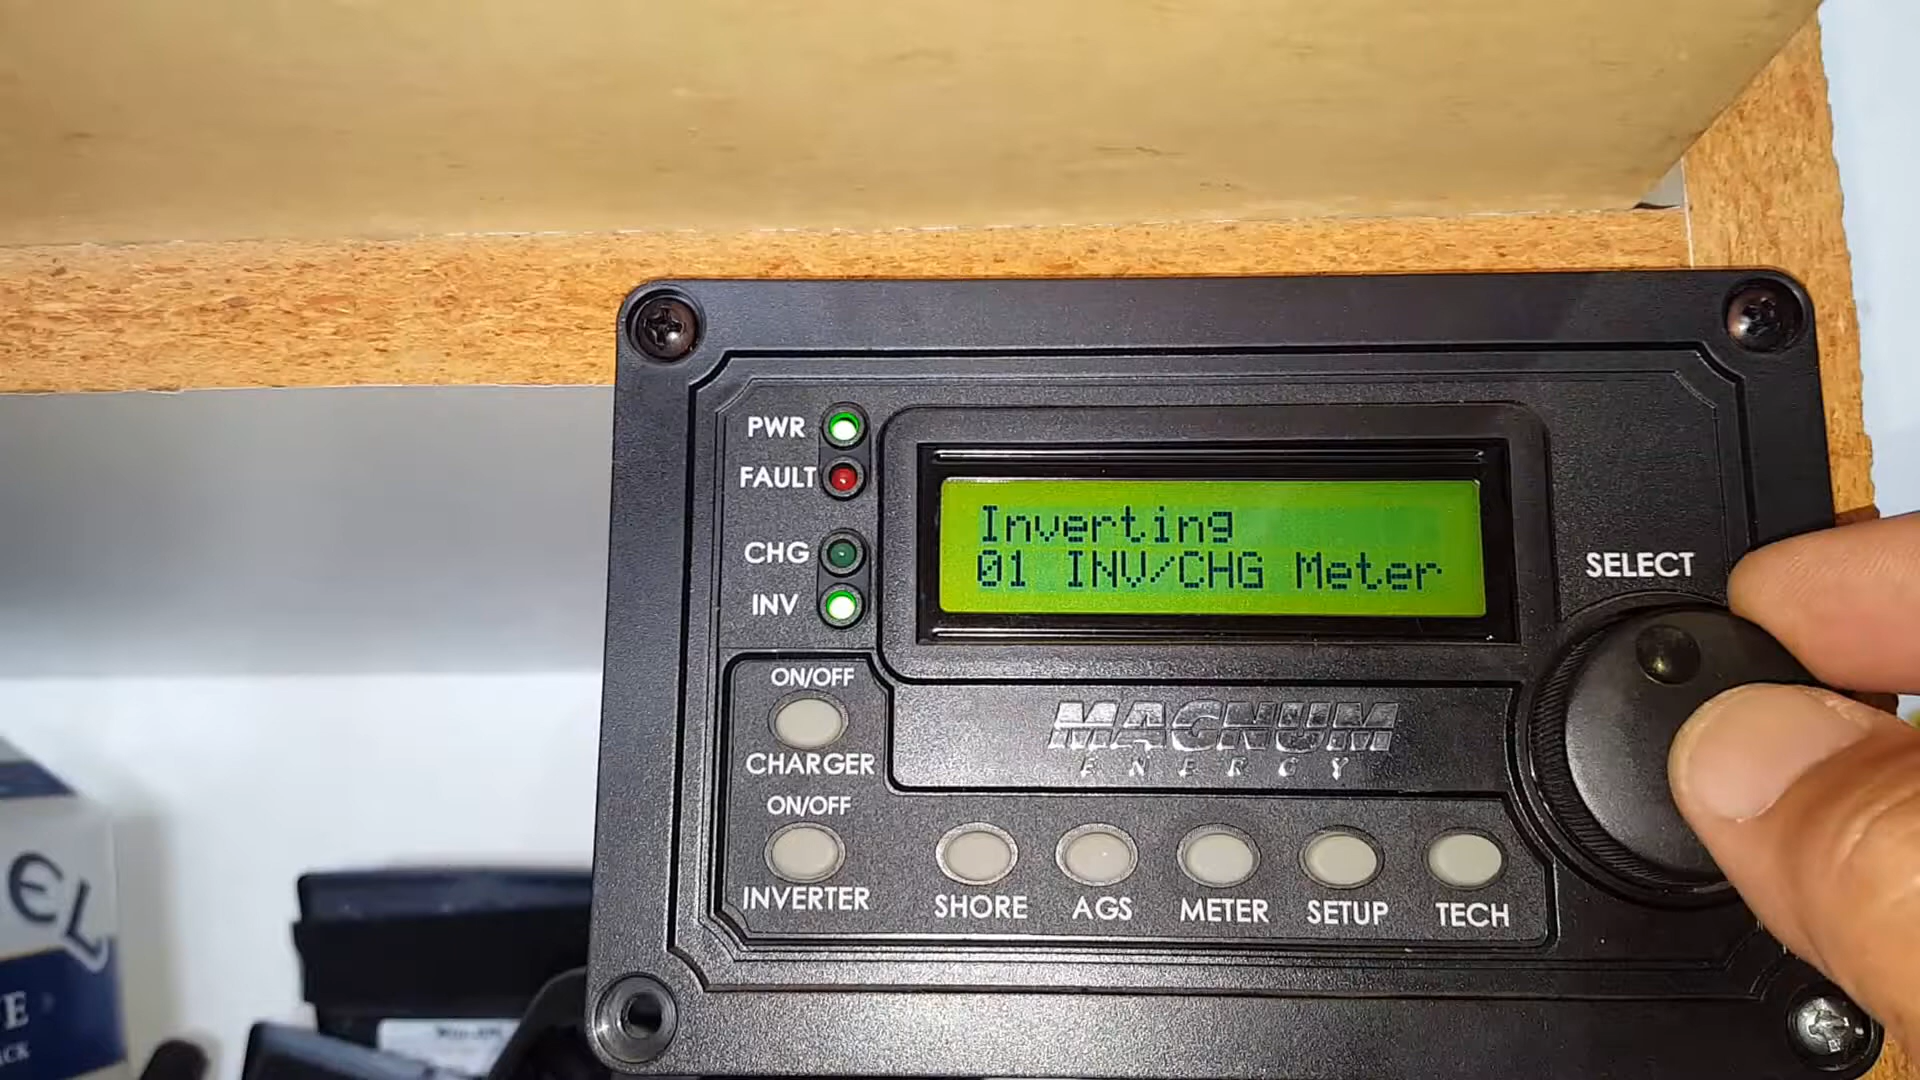 PWR
FAULT
CHG
INV
Inverting
01 INV/CHG Meter
SELECT
ON/OFF
CHARGER
ON/OFF
INVERTER
MAGNUM
ENERGY
SHORE
AGS
METER
SETUP
TECH